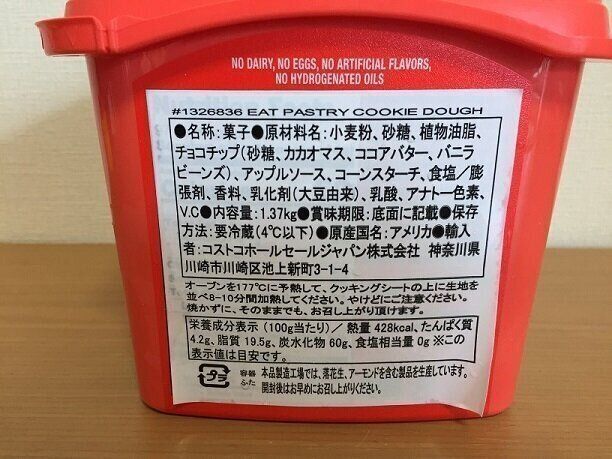 NO DAIRY, NO EGGS, NO ARTIFICIAL FLAVORS,
NO HYDROGENATED OILS
#1326836 EAT PASTRY COOKIE DOUGH
●名称:菓子●原材料名:小麦粉、砂糖、植物油脂、
チョコチップ(砂糖、カカオマス、ココアバター、バニラ
ビーンズ)、アップルソース、コーンスターチ、食塩/膨
張剤、香料、乳化剤(大豆由来)、乳酸、アナトー色素、
V.C●内容量:1.37kg●賞味期限:底面に記載●保存
方法:要冷蔵(4℃以下)●原産国名:アメリカ●輸入
者:コストコホールセールジャパン株式会社 神奈川県
川崎市川崎区池上新町3-1-4
オーブンを177℃に予熱して、クッキングシートの上に生地を
並べ8-10分間加熱してください。やけどにご注意ください。
焼かずに、そのままでも、お召し上がり頂けます。
栄養成分表示(100g当たり)/熱量 428kcal、たんぱく質
4.2g、脂質 19.5g、炭水化物 60g、食塩相当量 0g ※この
表示値は目安です。
プラ
容器
ふた
本品製造工場では、落花生、アーモンドを含む製品を生産しています。
開封後はお早めにお召し上がりください。